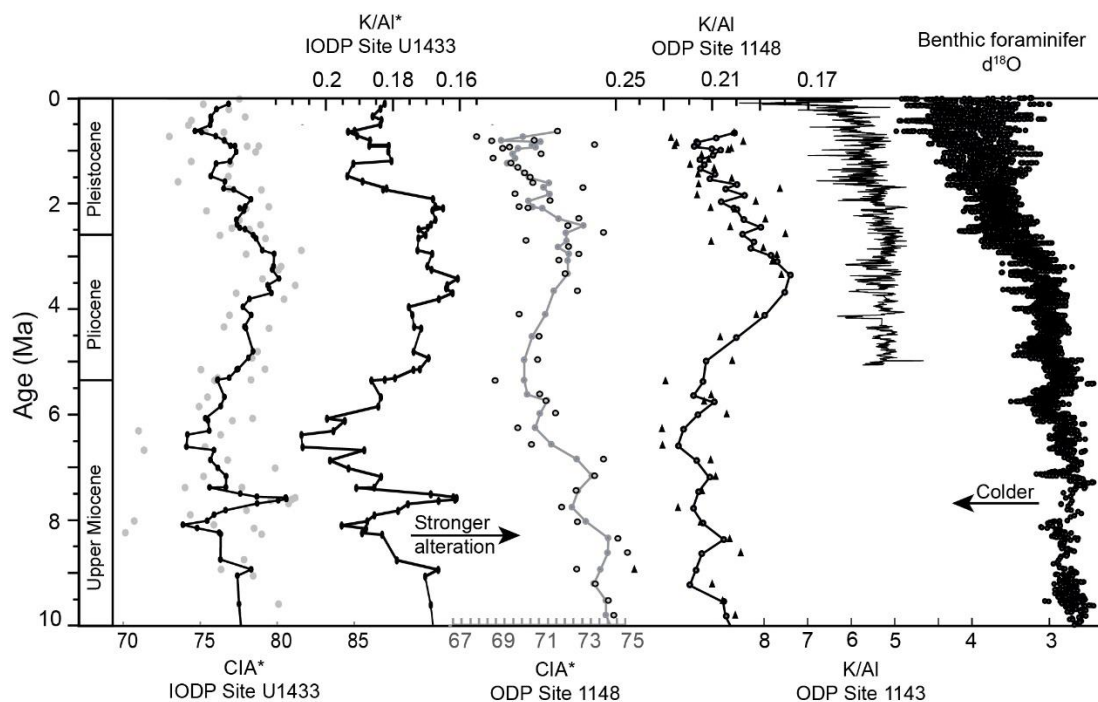 K/Al*
IODP Site U1433
K/Al
ODP Site 1148
Benthic foraminifer
d18O
0.2 0.18 0.16
0.25 0.21 0.17
Age (Ma)
0
2
4
6
8
10
Pleistocene
Pliocene
Upper Miocene
Stronger
alteration
Colder
70 75 80 85
67 69 71 73 75
8 7 6 5 4 3
CIA*
IODP Site U1433
CIA*
ODP Site 1148
K/Al
ODP Site 1143